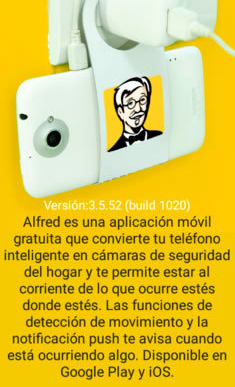 Versión:3.5.52 (build 1020)
Alfred es una aplicación móvil
gratuita que convierte tu teléfono
inteligente en cámaras de seguridad
del hogar y te permite estar al
corriente de lo que ocurre estés
donde estés. Las funciones de
detección de movimiento y la
notificación push te avisa cuando
está ocurriendo algo. Disponible en
Google Play y iOS.